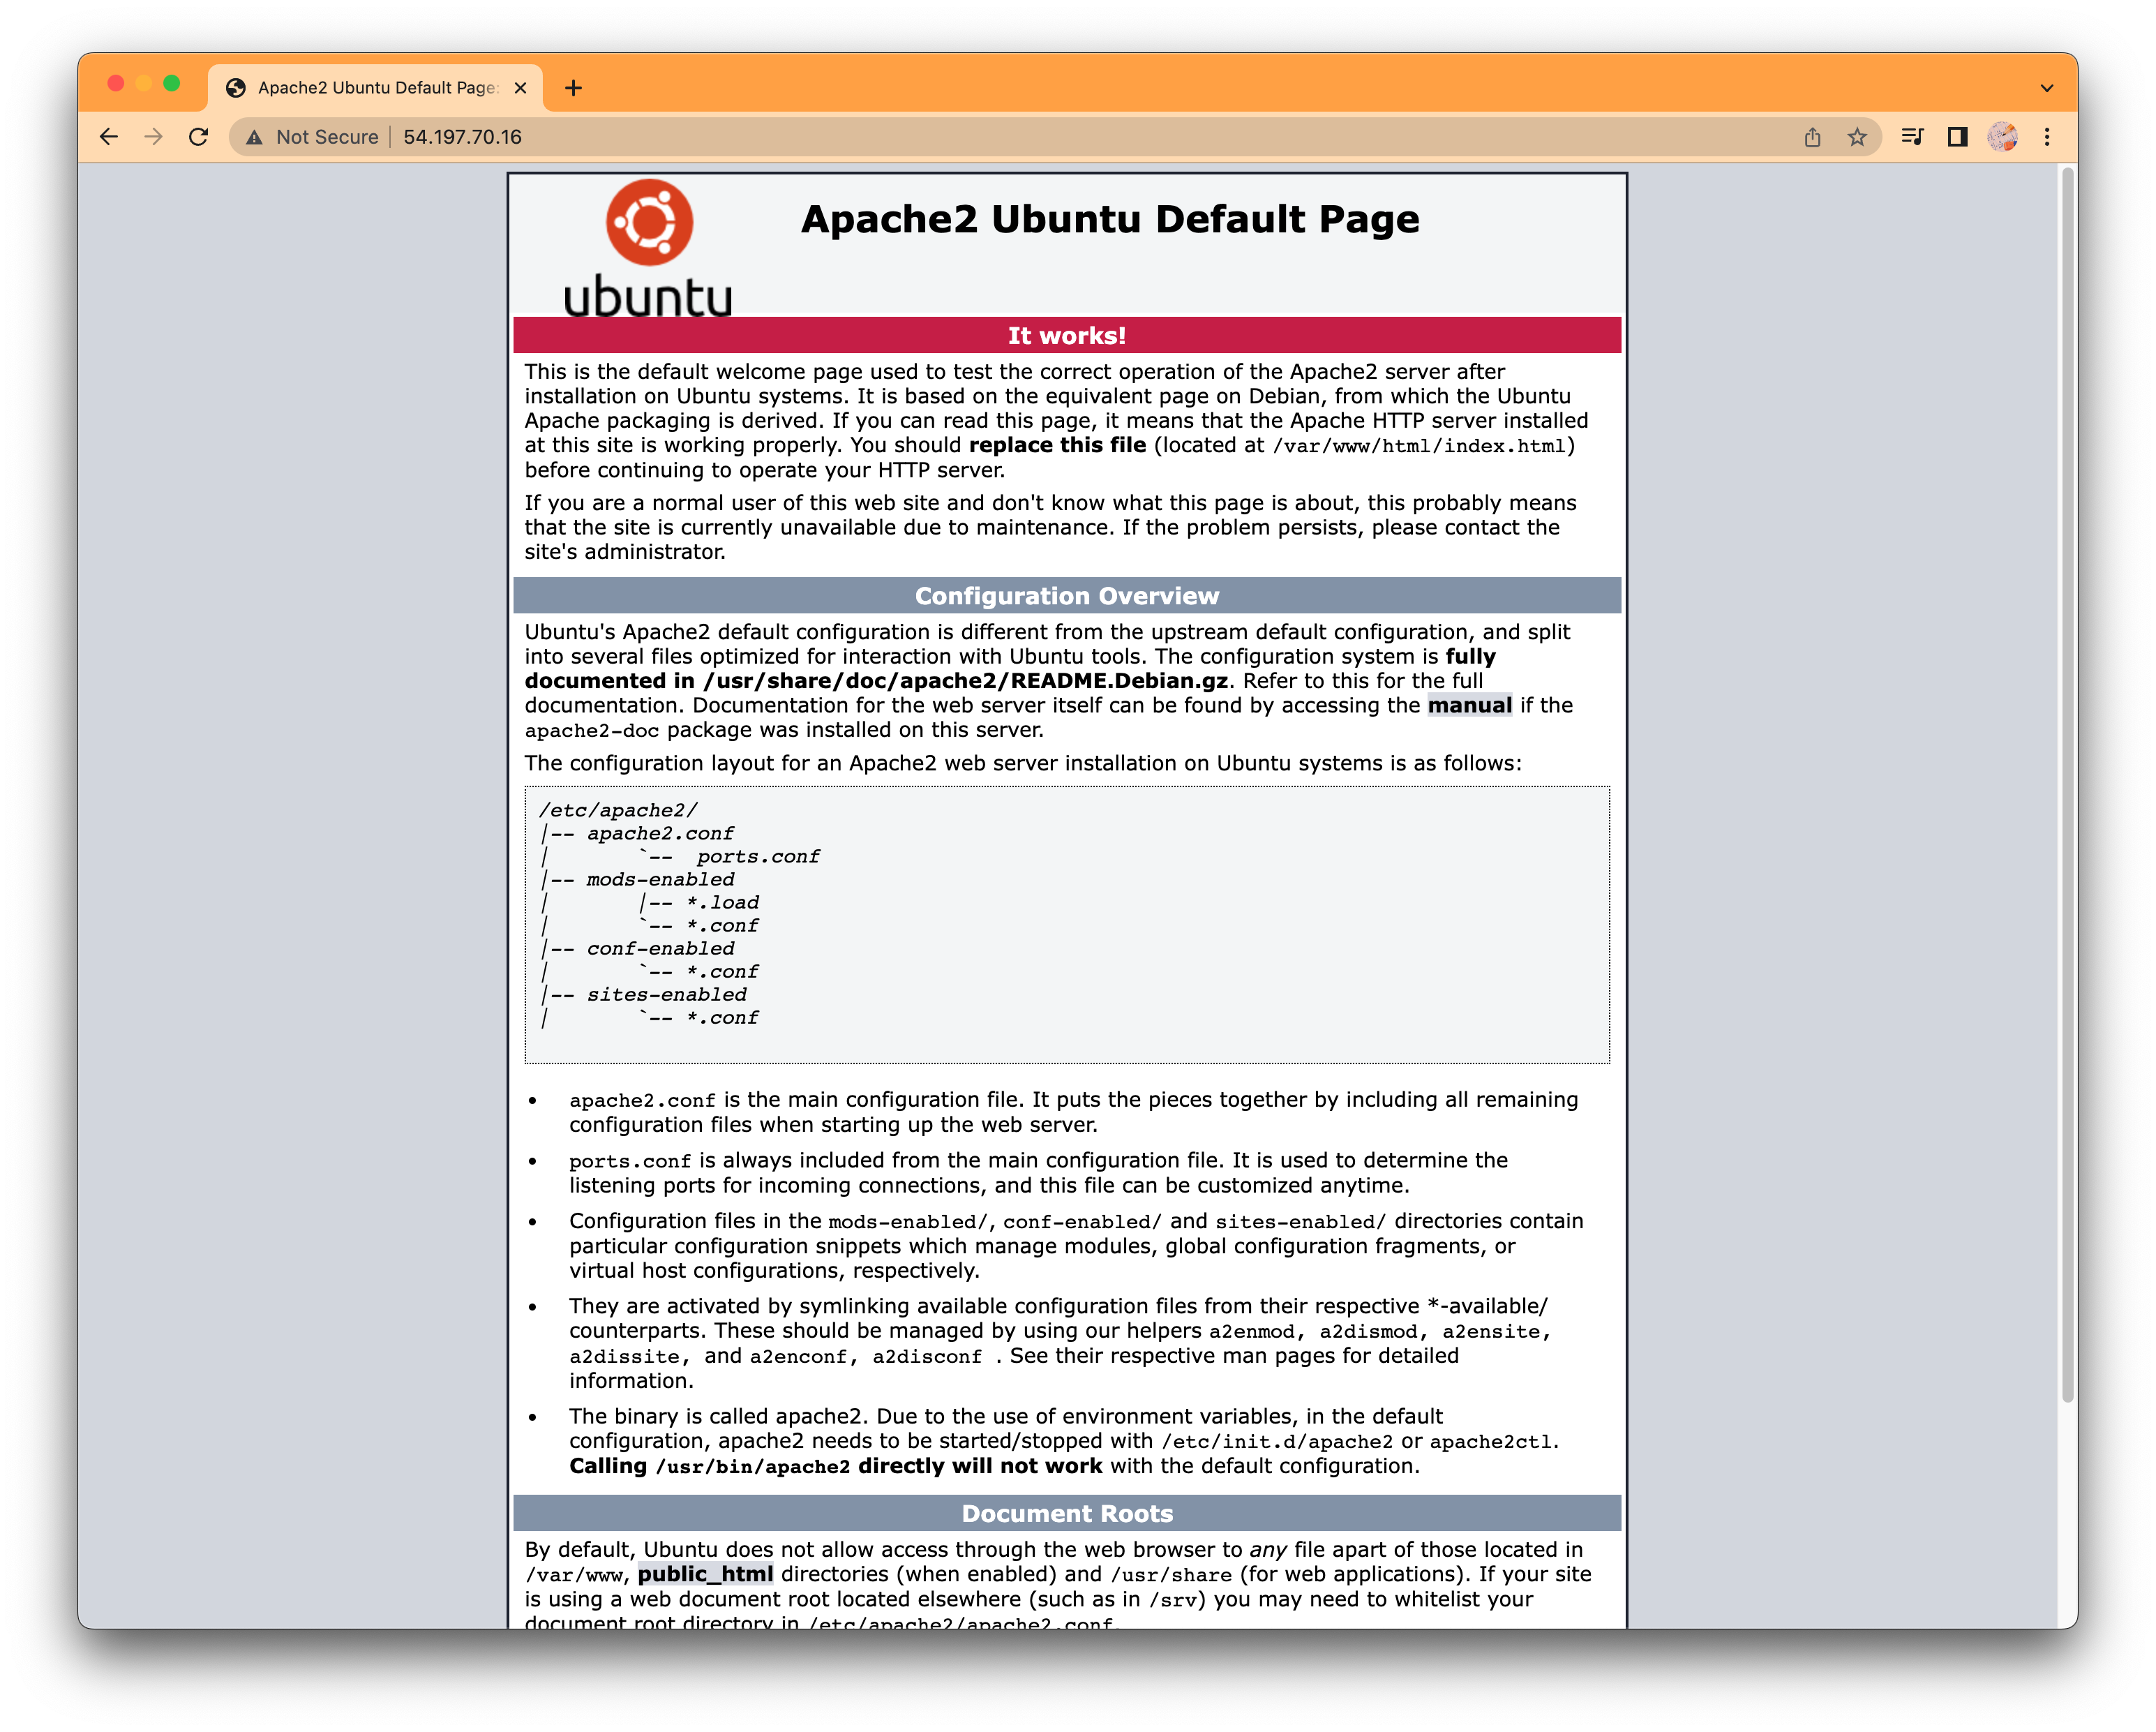 Apache2 Ubuntu Default Page:
Not Secure | 54.197.70.16
ubuntu
Apache2 Ubuntu Default Page
It works!
This is the default welcome page used to test the correct operation of the Apache2 server after
installation on Ubuntu systems. It is based on the equivalent page on Debian, from which the Ubuntu
Apache packaging is derived. If you can read this page, it means that the Apache HTTP server installed
at this site is working properly. You should replace this file (located at /var/www/html/index.html)
before continuing to operate your HTTP server.
If you are a normal user of this web site and don't know what this page is about, this probably means
that the site is currently unavailable due to maintenance. If the problem persists, please contact the
site's administrator.
Configuration Overview
Ubuntu's Apache2 default configuration is different from the upstream default configuration, and split
into several files optimized for interaction with Ubuntu tools. The configuration system is fully
documented in /usr/share/doc/apache2/README.Debian.gz. Refer to this for the full
documentation. Documentation for the web server itself can be found by accessing the manual if the
apache2-doc package was installed on this server.
The configuration layout for an Apache2 web server installation on Ubuntu systems is as follows:
/etc/apache2/
|-- apache2.conf
|       `--  ports.conf
|-- mods-enabled
|       |-- *.load
|       `-- *.conf
|-- conf-enabled
|       `-- *.conf
|-- sites-enabled
|       `-- *.conf
• apache2.conf is the main configuration file. It puts the pieces together by including all remaining
configuration files when starting up the web server.
• ports.conf is always included from the main configuration file. It is used to determine the
listening ports for incoming connections, and this file can be customized anytime.
• Configuration files in the mods-enabled/, conf-enabled/ and sites-enabled/ directories contain
particular configuration snippets which manage modules, global configuration fragments, or
virtual host configurations, respectively.
• They are activated by symlinking available configuration files from their respective *-available/
counterparts. These should be managed by using our helpers a2enmod, a2dismod, a2ensite,
a2dissite, and a2enconf, a2disconf . See their respective man pages for detailed
information.
• The binary is called apache2. Due to the use of environment variables, in the default
configuration, apache2 needs to be started/stopped with /etc/init.d/apache2 or apache2ctl.
Calling /usr/bin/apache2 directly will not work with the default configuration.
Document Roots
By default, Ubuntu does not allow access through the web browser to any file apart of those located in
/var/www, public_html directories (when enabled) and /usr/share (for web applications). If your site
is using a web document root located elsewhere (such as in /srv) you may need to whitelist your
document root directory in /etc/apache2/apache2.conf.